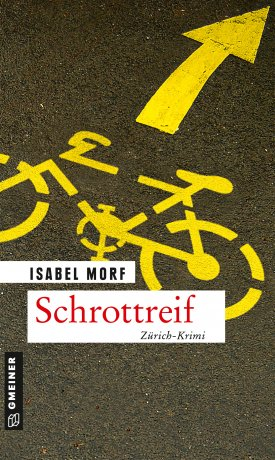 ISABEL MORF
Schrottreif
Zürich-Krimi
GMEINER